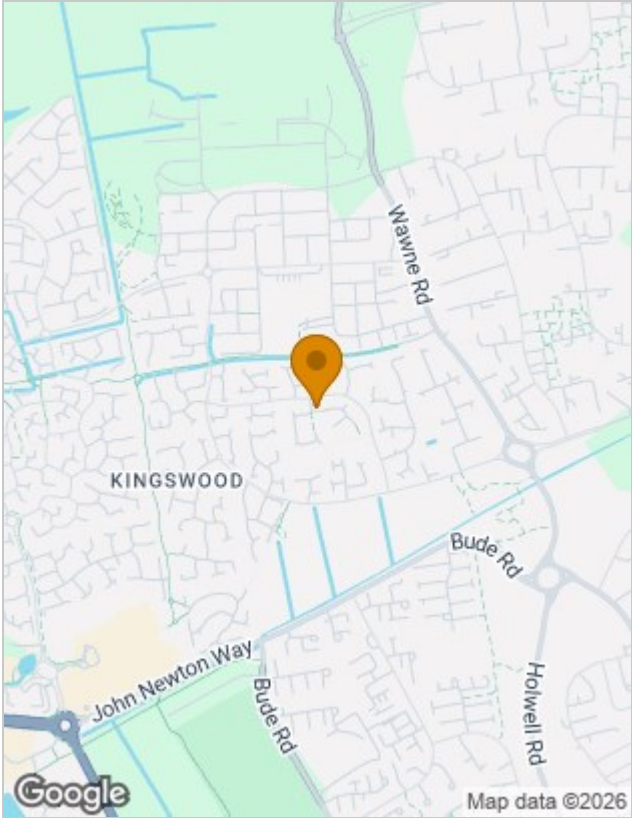 Wawne Rd
KINGSWOOD
Bude Rd
John Newton Way
Bude Rd
Holwell Rd
Google
Map data ©2026